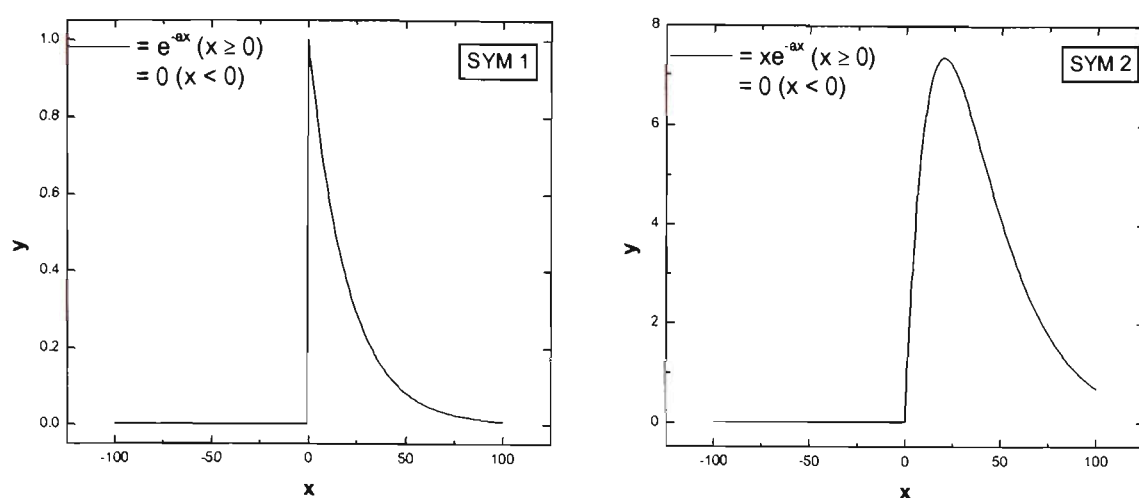 = e^-ax (x ≥ 0)
= 0 (x < 0)
SYM 1
1.0
0.8
0.6
0.4
0.2
0.0
y
-100
-50
0
50
100
x
= xe^-ax (x ≥ 0)
= 0 (x < 0)
SYM 2
8
6
4
2
0
y
-100
-50
0
50
100
x